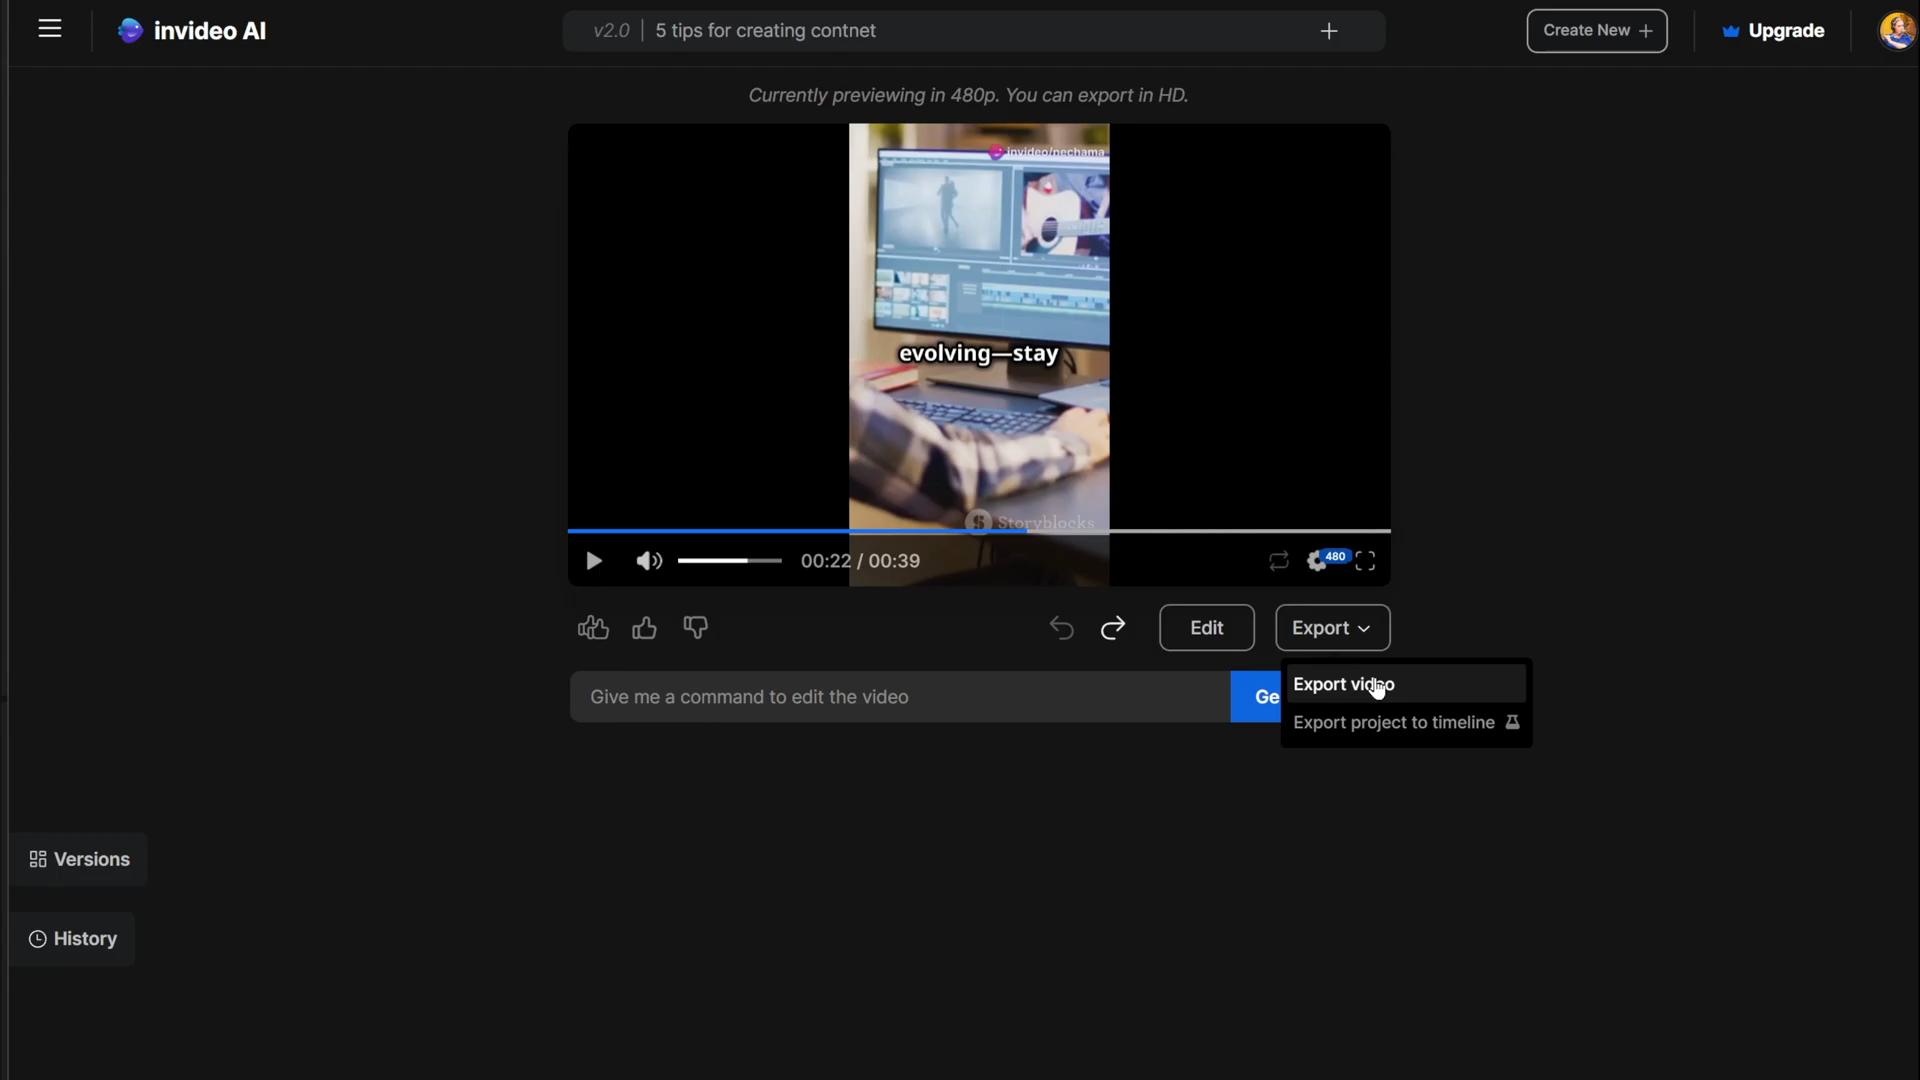 invideo AI
v2.0 | 5 tips for creating contnet
Create New +
Upgrade
Currently previewing in 480p. You can export in HD.
invideo/nechama
evolving—stay
Storyblocks
00:22 / 00:39
480
Edit
Export
Give me a command to edit the video
Ge
Export video
Export project to timeline
Versions
History